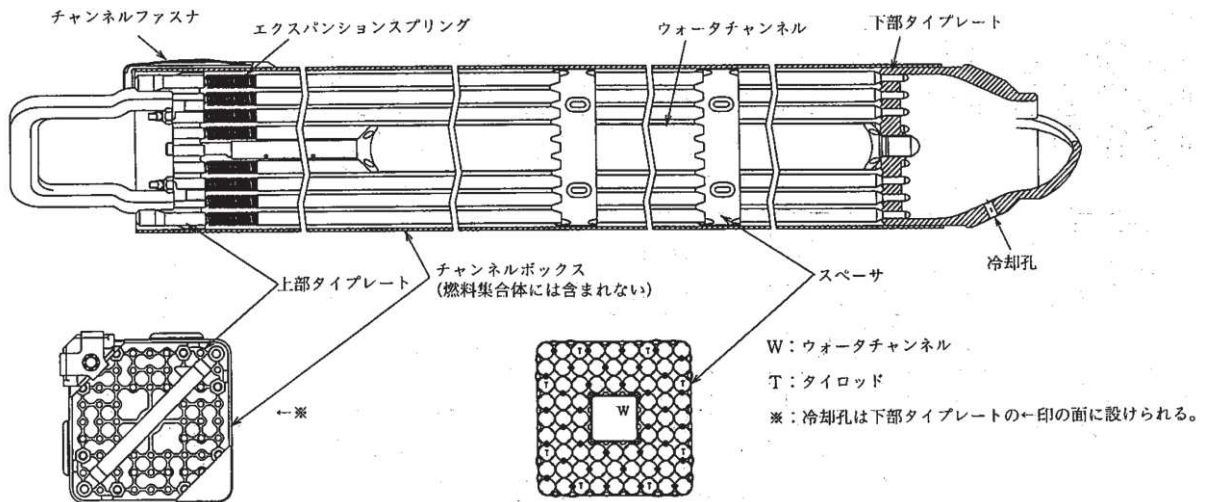 チャンネルファスナ
エクスパンションスプリング
ウォータチャンネル
下部タイプレート
冷却孔
上部タイプレート
チャンネルボックス
(燃料集合体には含まれない)
スペーサ
←※
T T
T T
W
T T
T T
W:ウォータチャンネル
T:タイロッド
※:冷却孔は下部タイプレートの←印の面に設けられる。